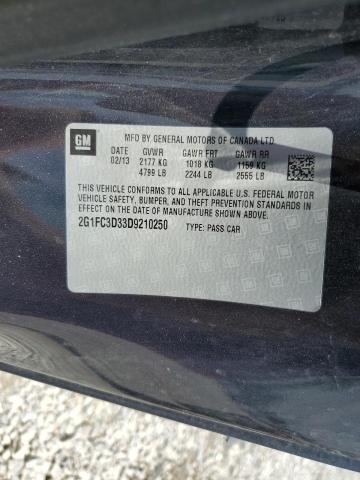 GM
MFD BY GENERAL MOTORS OF CANADA LTD
DATE GVWR GAWR FRT GAWR RR
02/13 2177 KG 1018 KG 1159 KG
4799 LB 2244 LB 2555 LB
THIS VEHICLE CONFORMS TO ALL APPLICABLE U.S. FEDERAL MOTOR
VEHICLE SAFETY, BUMPER, AND THEFT PREVENTION STANDARDS
IN EFFECT ON THE DATE OF MANUFACTURE SHOWN ABOVE.
2G1FC3D33D9210250 TYPE: PASS CAR